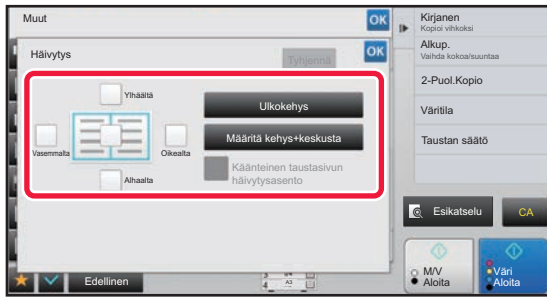 Muut
OK
Häivytys
Tyhjennä
OK
Ylhäältä
Vasemmalta
Oikealta
Alhaalta
Ulkokehys
Määritä kehys+keskusta
Käänteinen taustasivun
häivytysasento
Edellinen
4 A3
Kirjanen
Kopioi vihkoksi
Alkup.
Vaihda kokoa/suuntaa
2-Puol.Kopio
Väritila
Taustan säätö
Esikatselu
CA
M/V
Aloita
Väri
Aloita